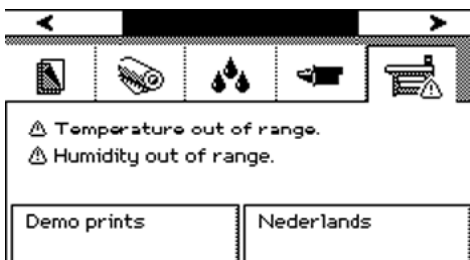 Temperature out of range.
Humidity out of range.
Demo prints
Nederlands